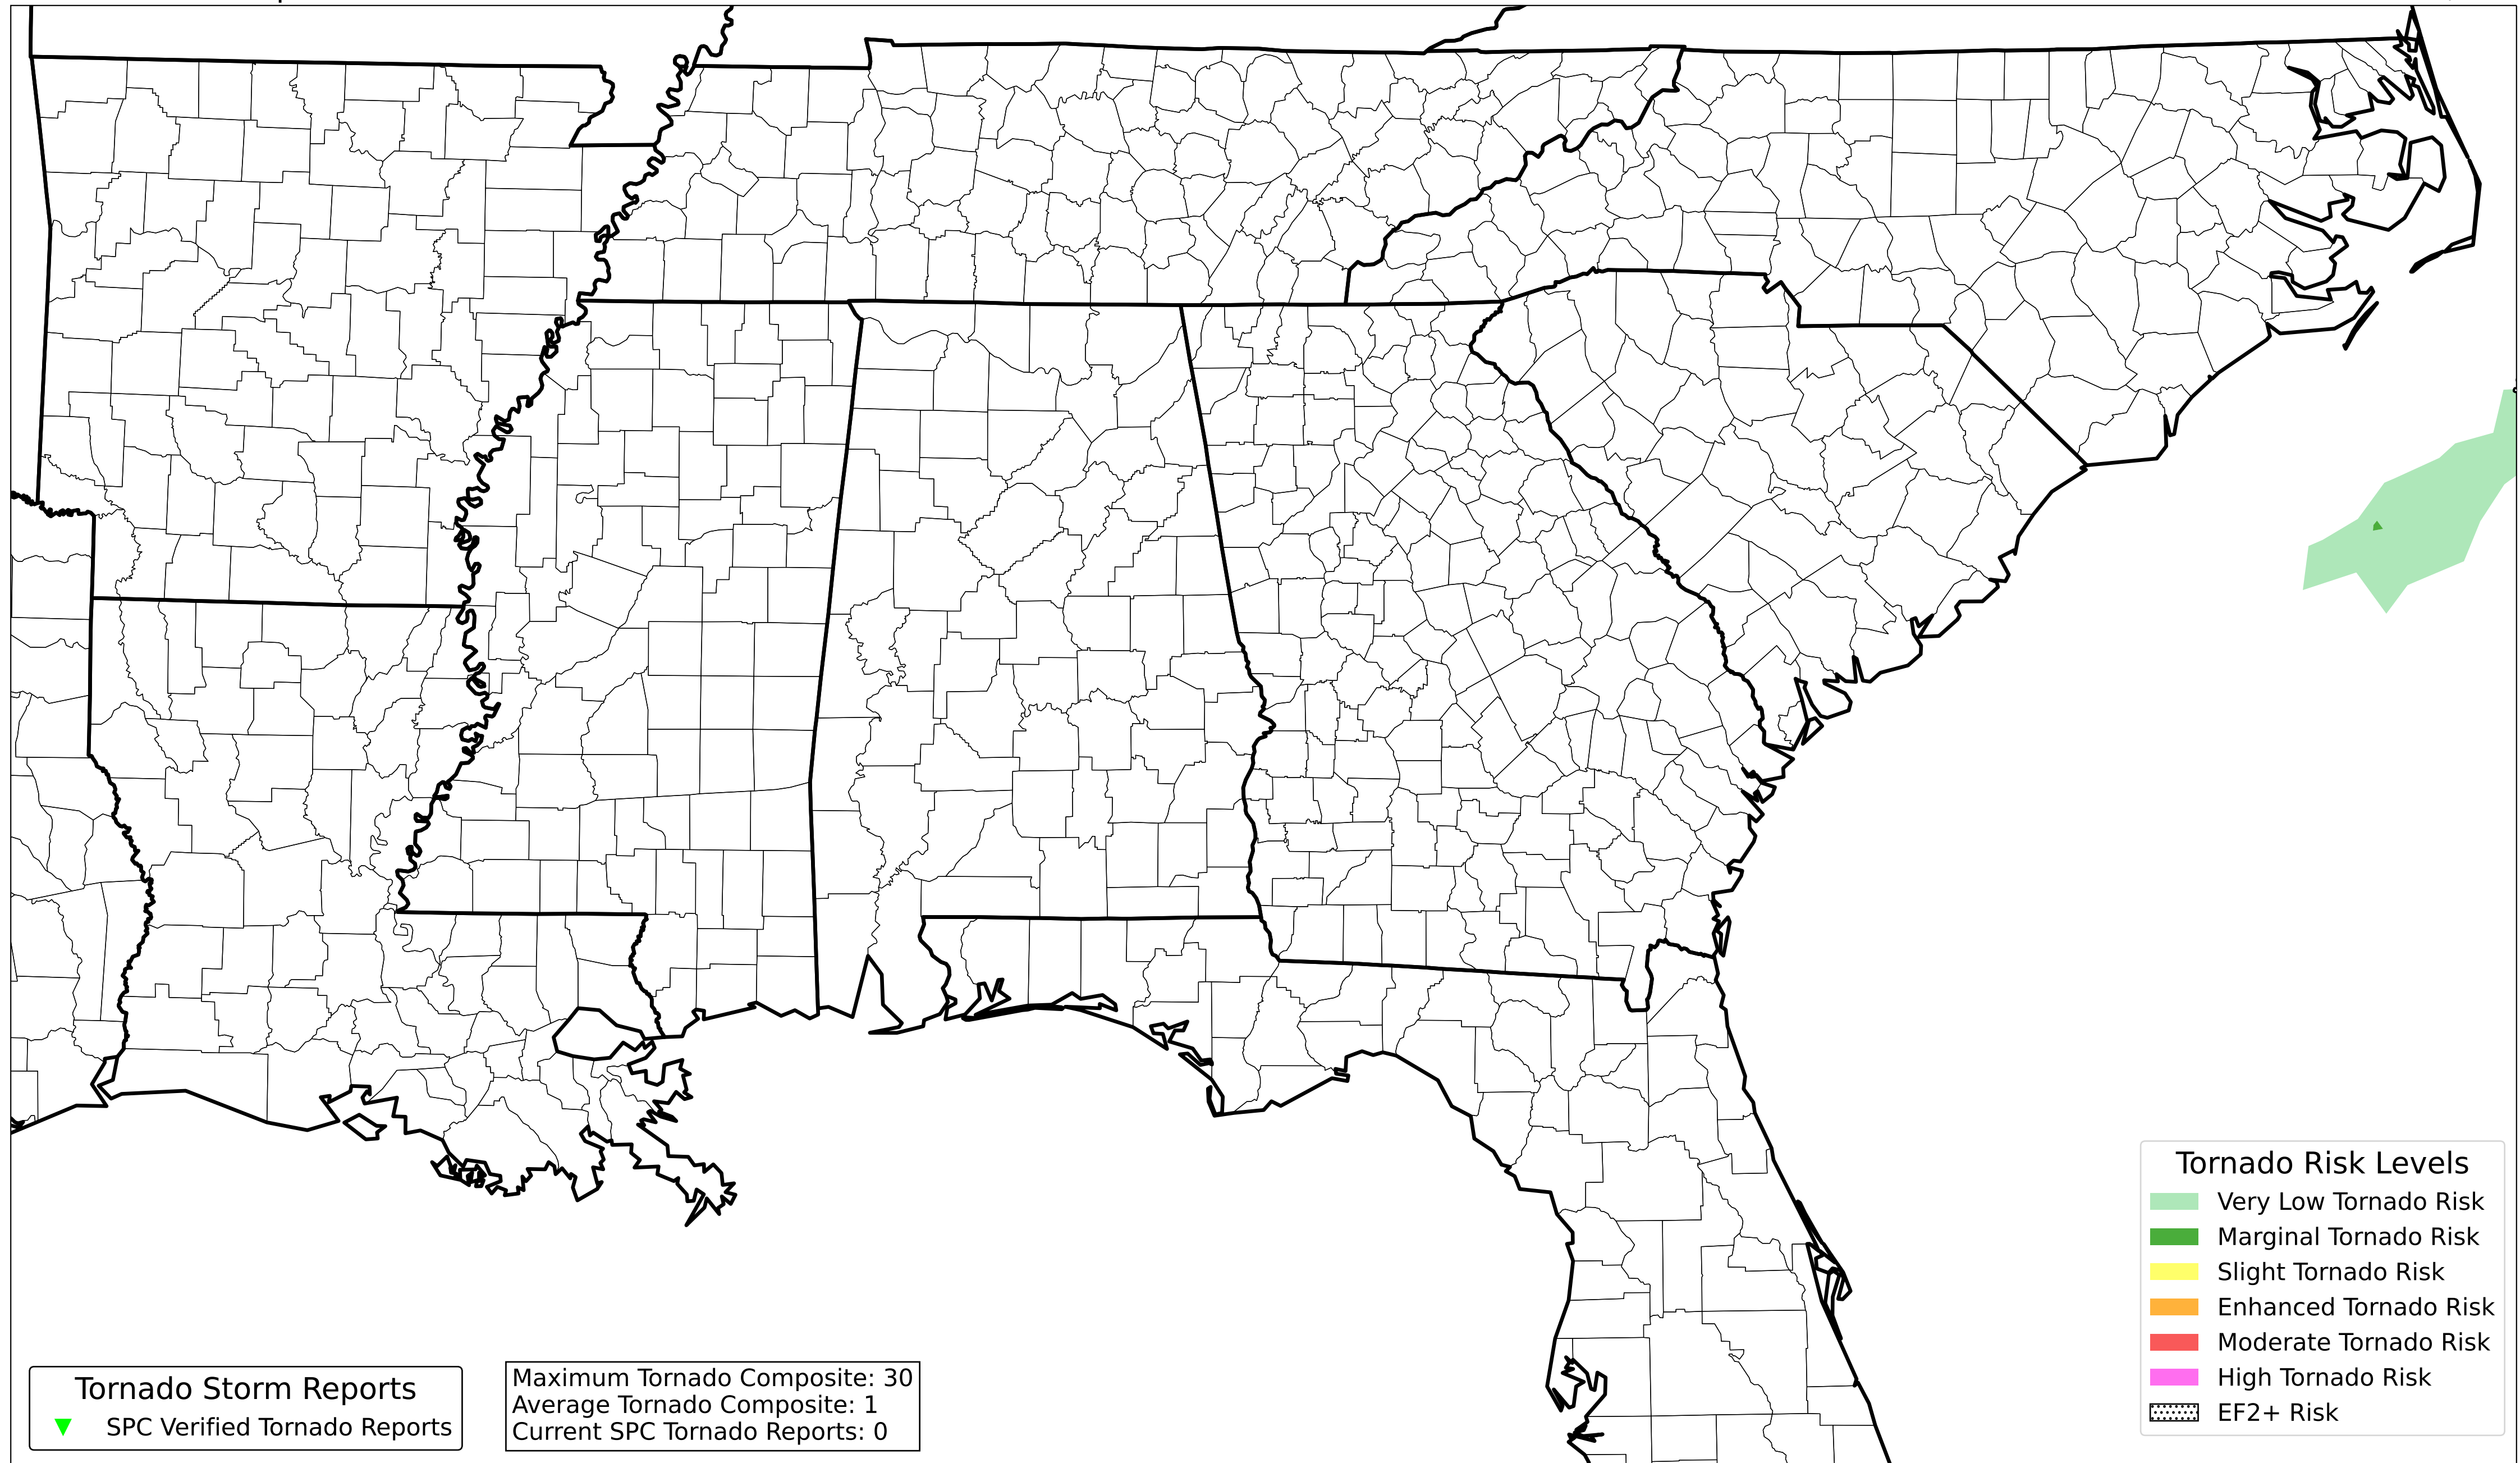 Tornado Storm Reports
SPC Verified Tornado Reports
Maximum Tornado Composite: 30
Average Tornado Composite: 1
Current SPC Tornado Reports: 0
Tornado Risk Levels
Very Low Tornado Risk
Marginal Tornado Risk
Slight Tornado Risk
Enhanced Tornado Risk
Moderate Tornado Risk
High Tornado Risk
EF2+ Risk